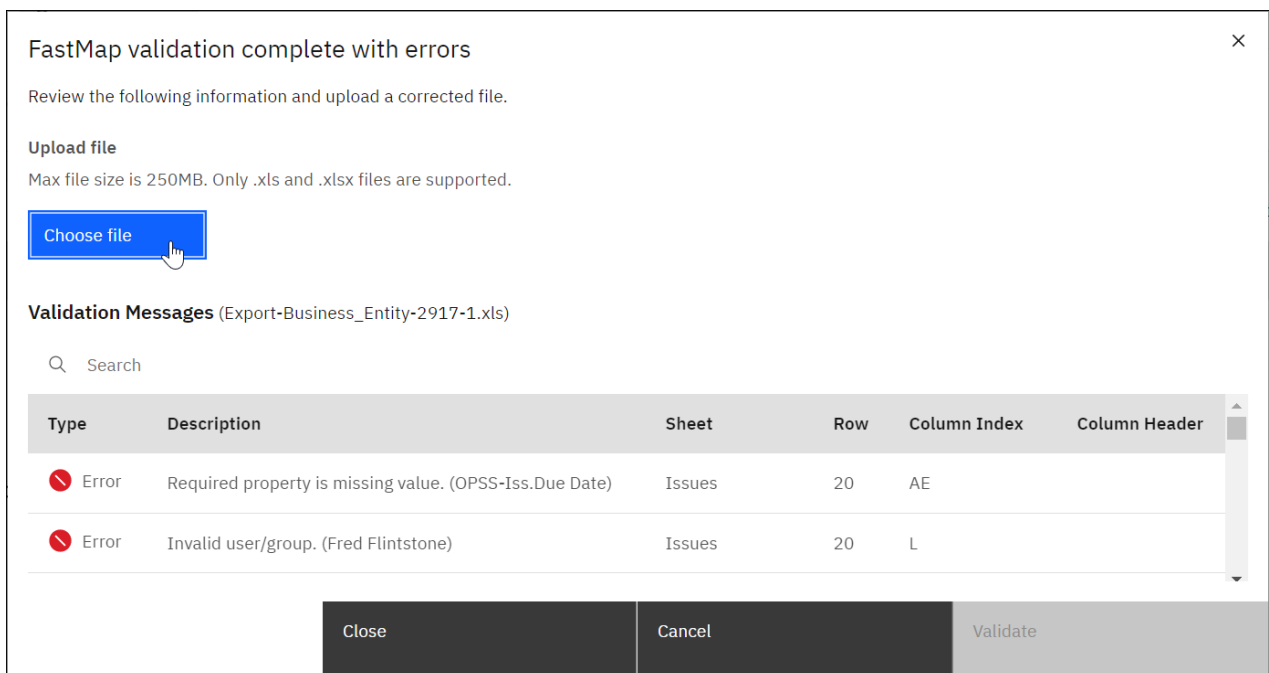 FastMap validation complete with errors
Review the following information and upload a corrected file.
Upload file
Max file size is 250MB. Only .xls and .xlsx files are supported.
Choose file
Validation Messages (Export-Business_Entity-2917-1.xls)
Search
Type Description Sheet Row Column Index Column Header
Error Required property is missing value. (OPSS-Iss.Due Date) Issues 20 AE
Error Invalid user/group. (Fred Flintstone) Issues 20 L
Close Cancel Validate